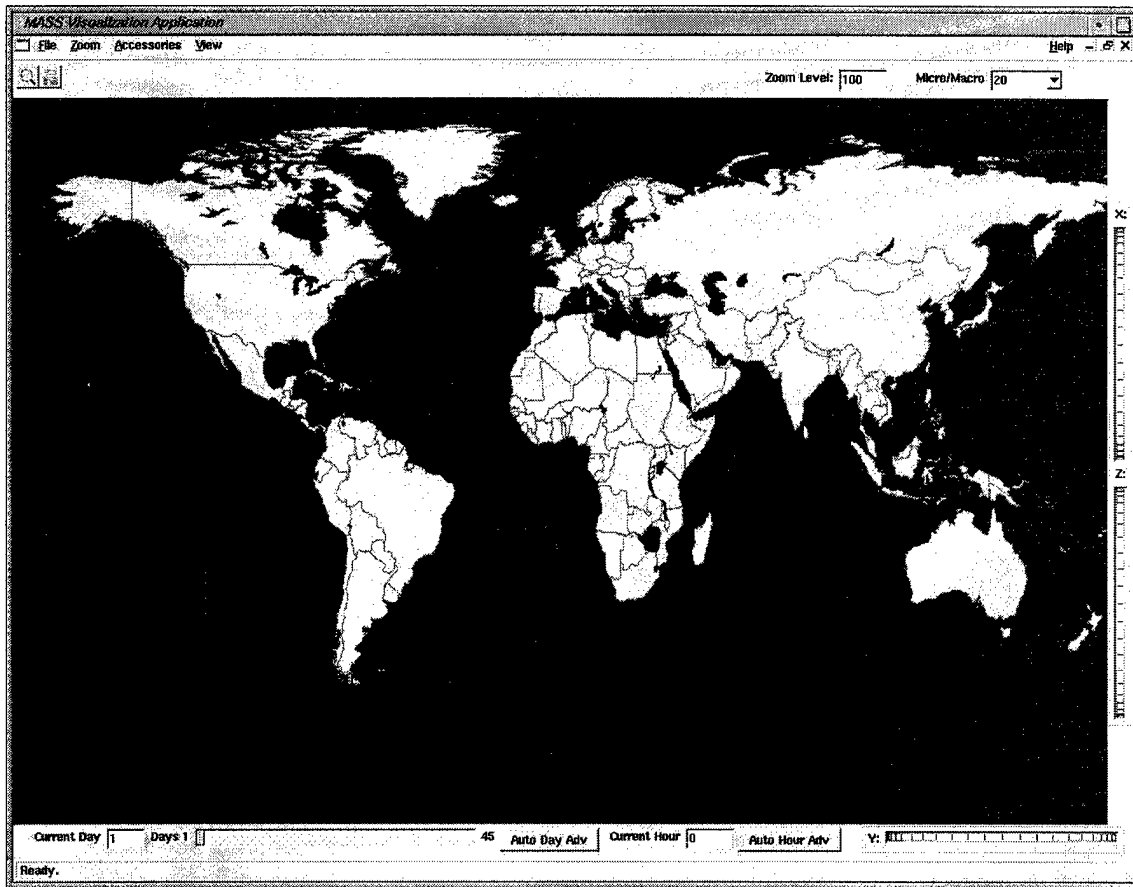 MASS Visualization Application
File Zoom Accessories View Help
Zoom Level: 100 Micro/Macro 20
X:
Z:
Current Day 1 Days 1 45 Auto Day Adv Current Hour 0 Auto Hour Adv Y:
Ready.